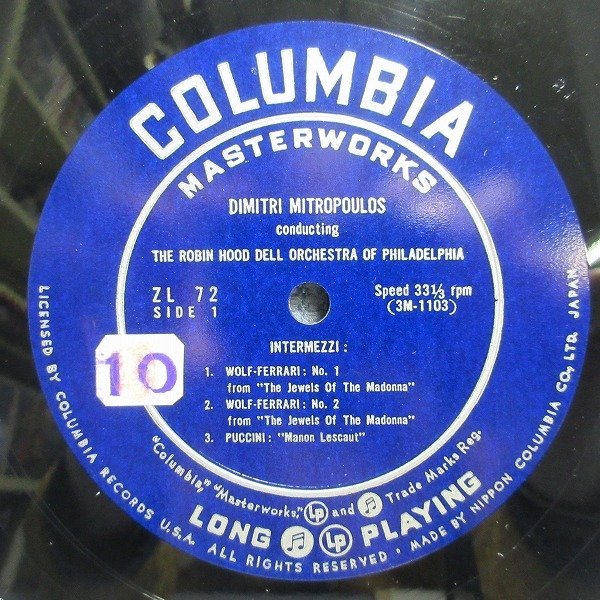 COLUMBIA
MASTERWORKS
DIMITRI MITROPOULOS
conducting
THE ROBIN HOOD DELL ORCHESTRA OF PHILADELPHIA
ZL 72
SIDE 1
Speed 33⅓ rpm
(3M-1103)
INTERMEZZI :
10
1. WOLF-FERRARI : No. 1
from "The Jewels Of The Madonna"
2. WOLF-FERRARI : No. 2
from "The Jewels Of The Madonna"
3. PUCCINI : "Manon Lescaut"
"Columbia," "Masterworks," Lp and Trade Marks Reg.
LONG Lp PLAYING
LICENSED BY COLUMBIA RECORDS U.S.A. ALL RIGHTS RESERVED • MADE BY NIPPON COLUMBIA CO., LTD. JAPAN